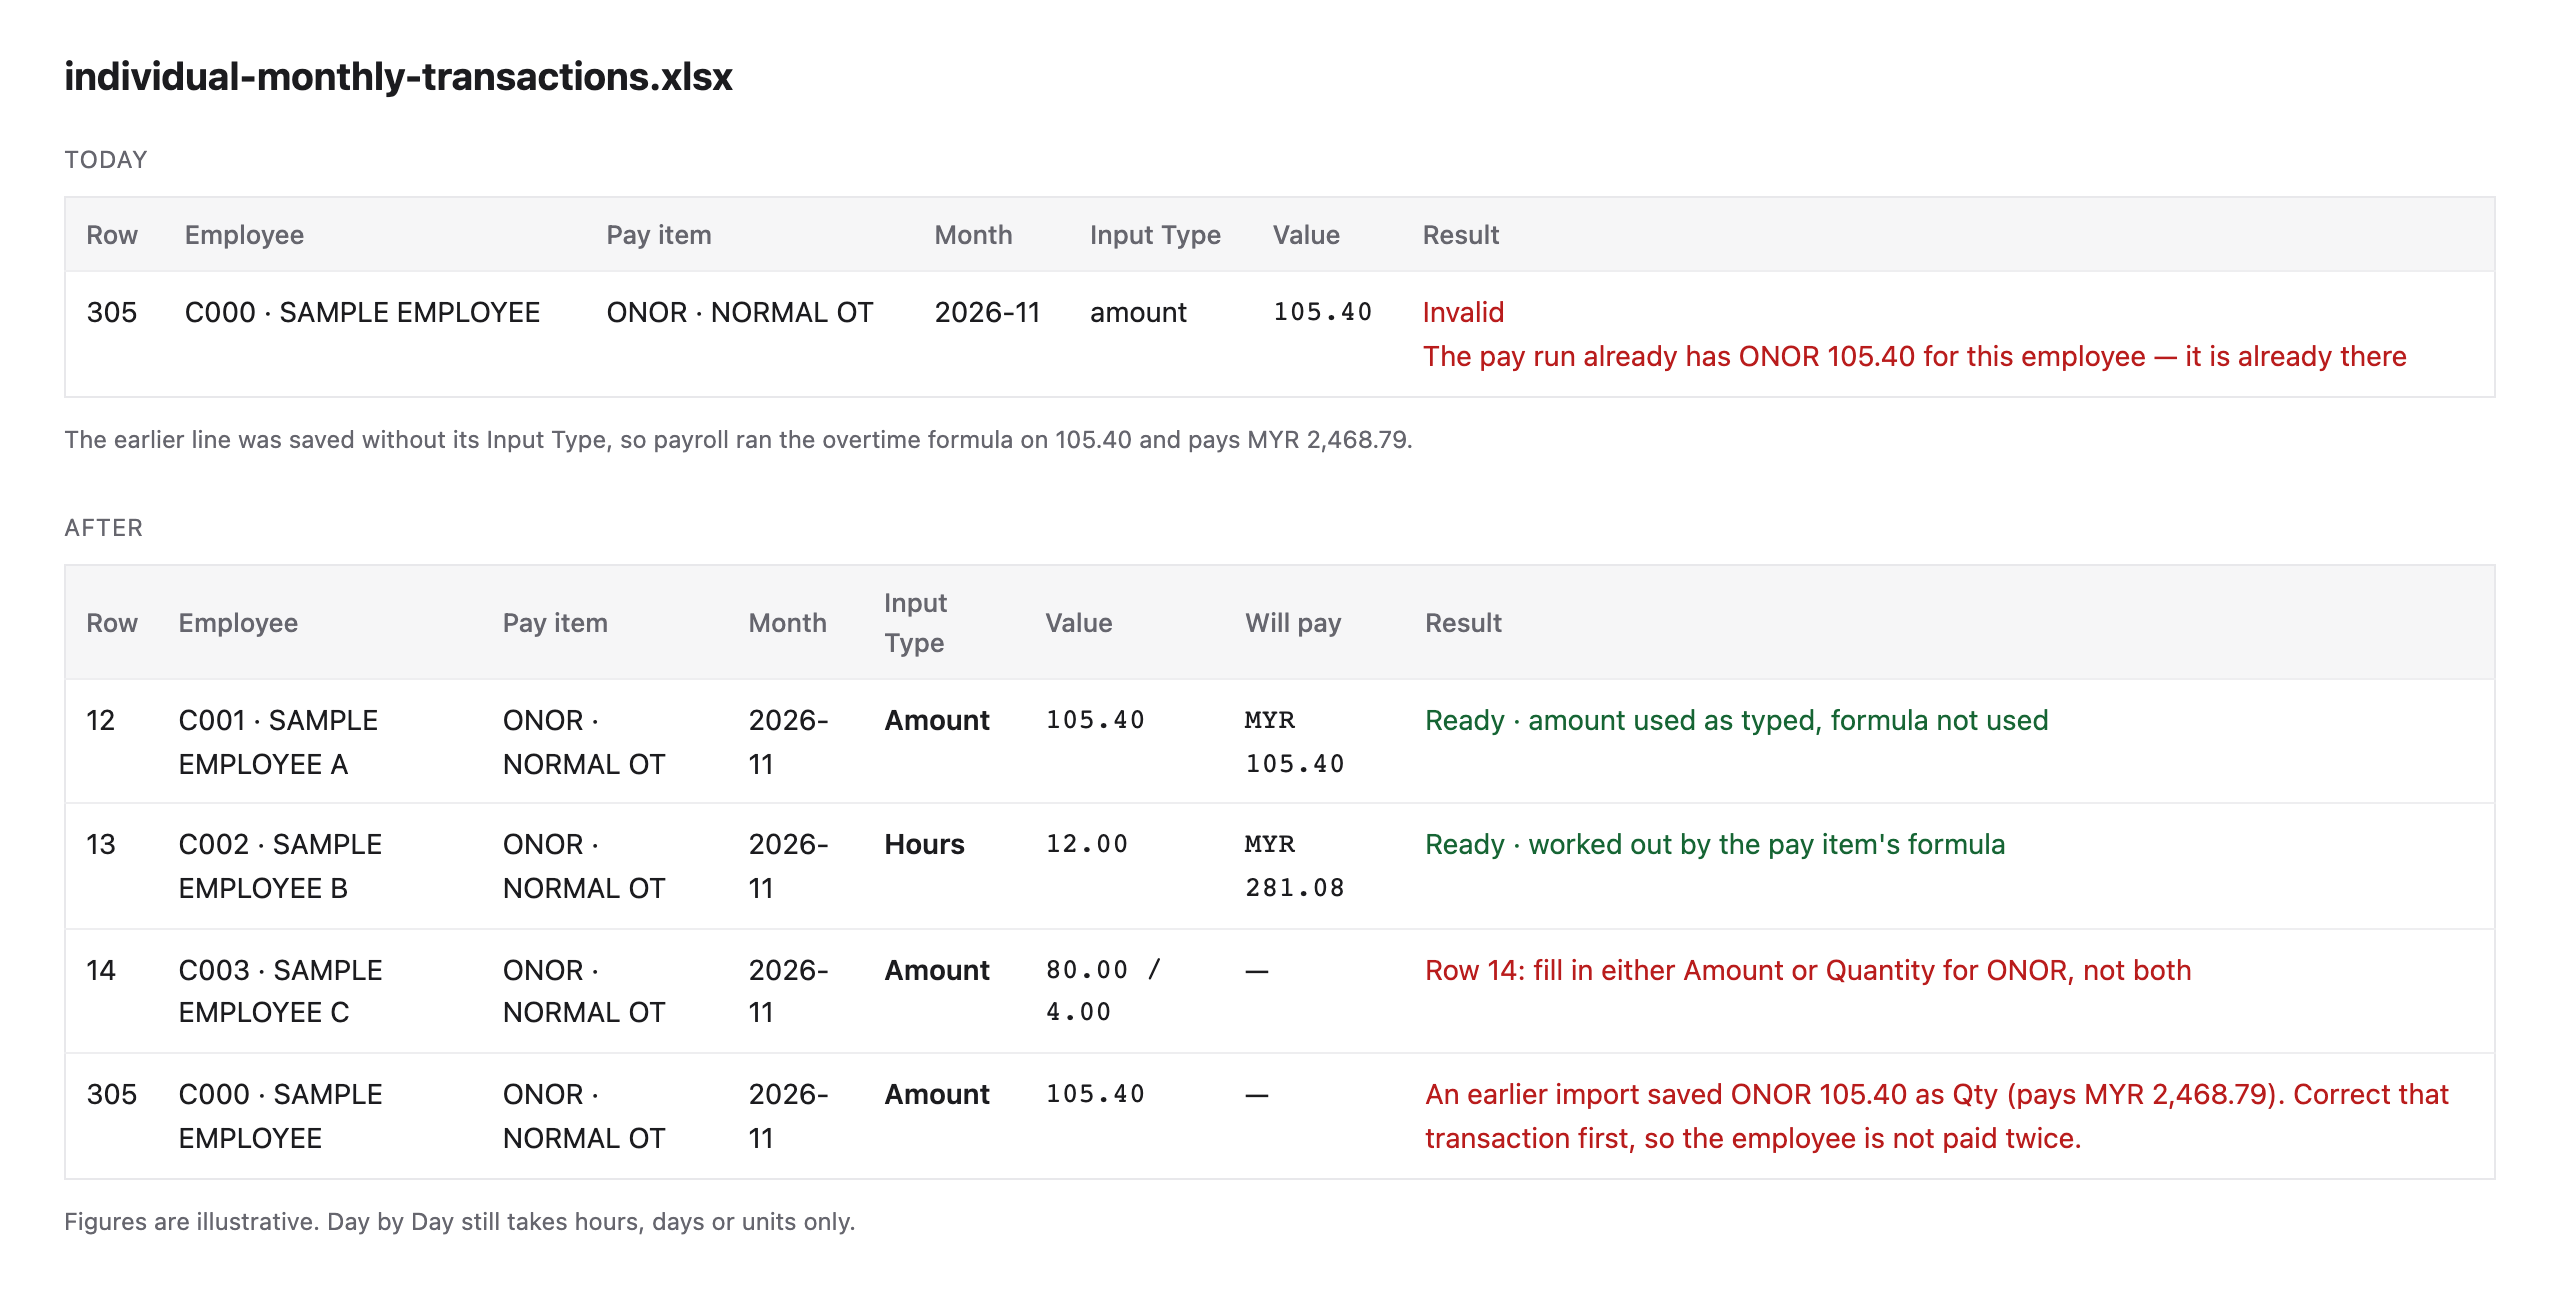 individual-monthly-transactions.xlsx
TODAY
Row Employee Pay item Month Input Type Value Result
305 C000 · SAMPLE EMPLOYEE ONOR · NORMAL OT 2026-11 amount 105.40 Invalid
The pay run already has ONOR 105.40 for this employee — it is already there
The earlier line was saved without its Input Type, so payroll ran the overtime formula on 105.40 and pays MYR 2,468.79.
AFTER
Row Employee Pay item Month Input Type Value Will pay Result
12 C001 · SAMPLE ONOR · 2026- Amount 105.40 MYR Ready · amount used as typed, formula not used
EMPLOYEE A NORMAL OT 11 105.40
13 C002 · SAMPLE ONOR · 2026- Hours 12.00 MYR Ready · worked out by the pay item's formula
EMPLOYEE B NORMAL OT 11 281.08
14 C003 · SAMPLE ONOR · 2026- Amount 80.00 / — Row 14: fill in either Amount or Quantity for ONOR, not both
EMPLOYEE C NORMAL OT 11 4.00
305 C000 · SAMPLE ONOR · 2026- Amount 105.40 — An earlier import saved ONOR 105.40 as Qty (pays MYR 2,468.79). Correct that
EMPLOYEE NORMAL OT 11 transaction first, so the employee is not paid twice.
Figures are illustrative. Day by Day still takes hours, days or units only.